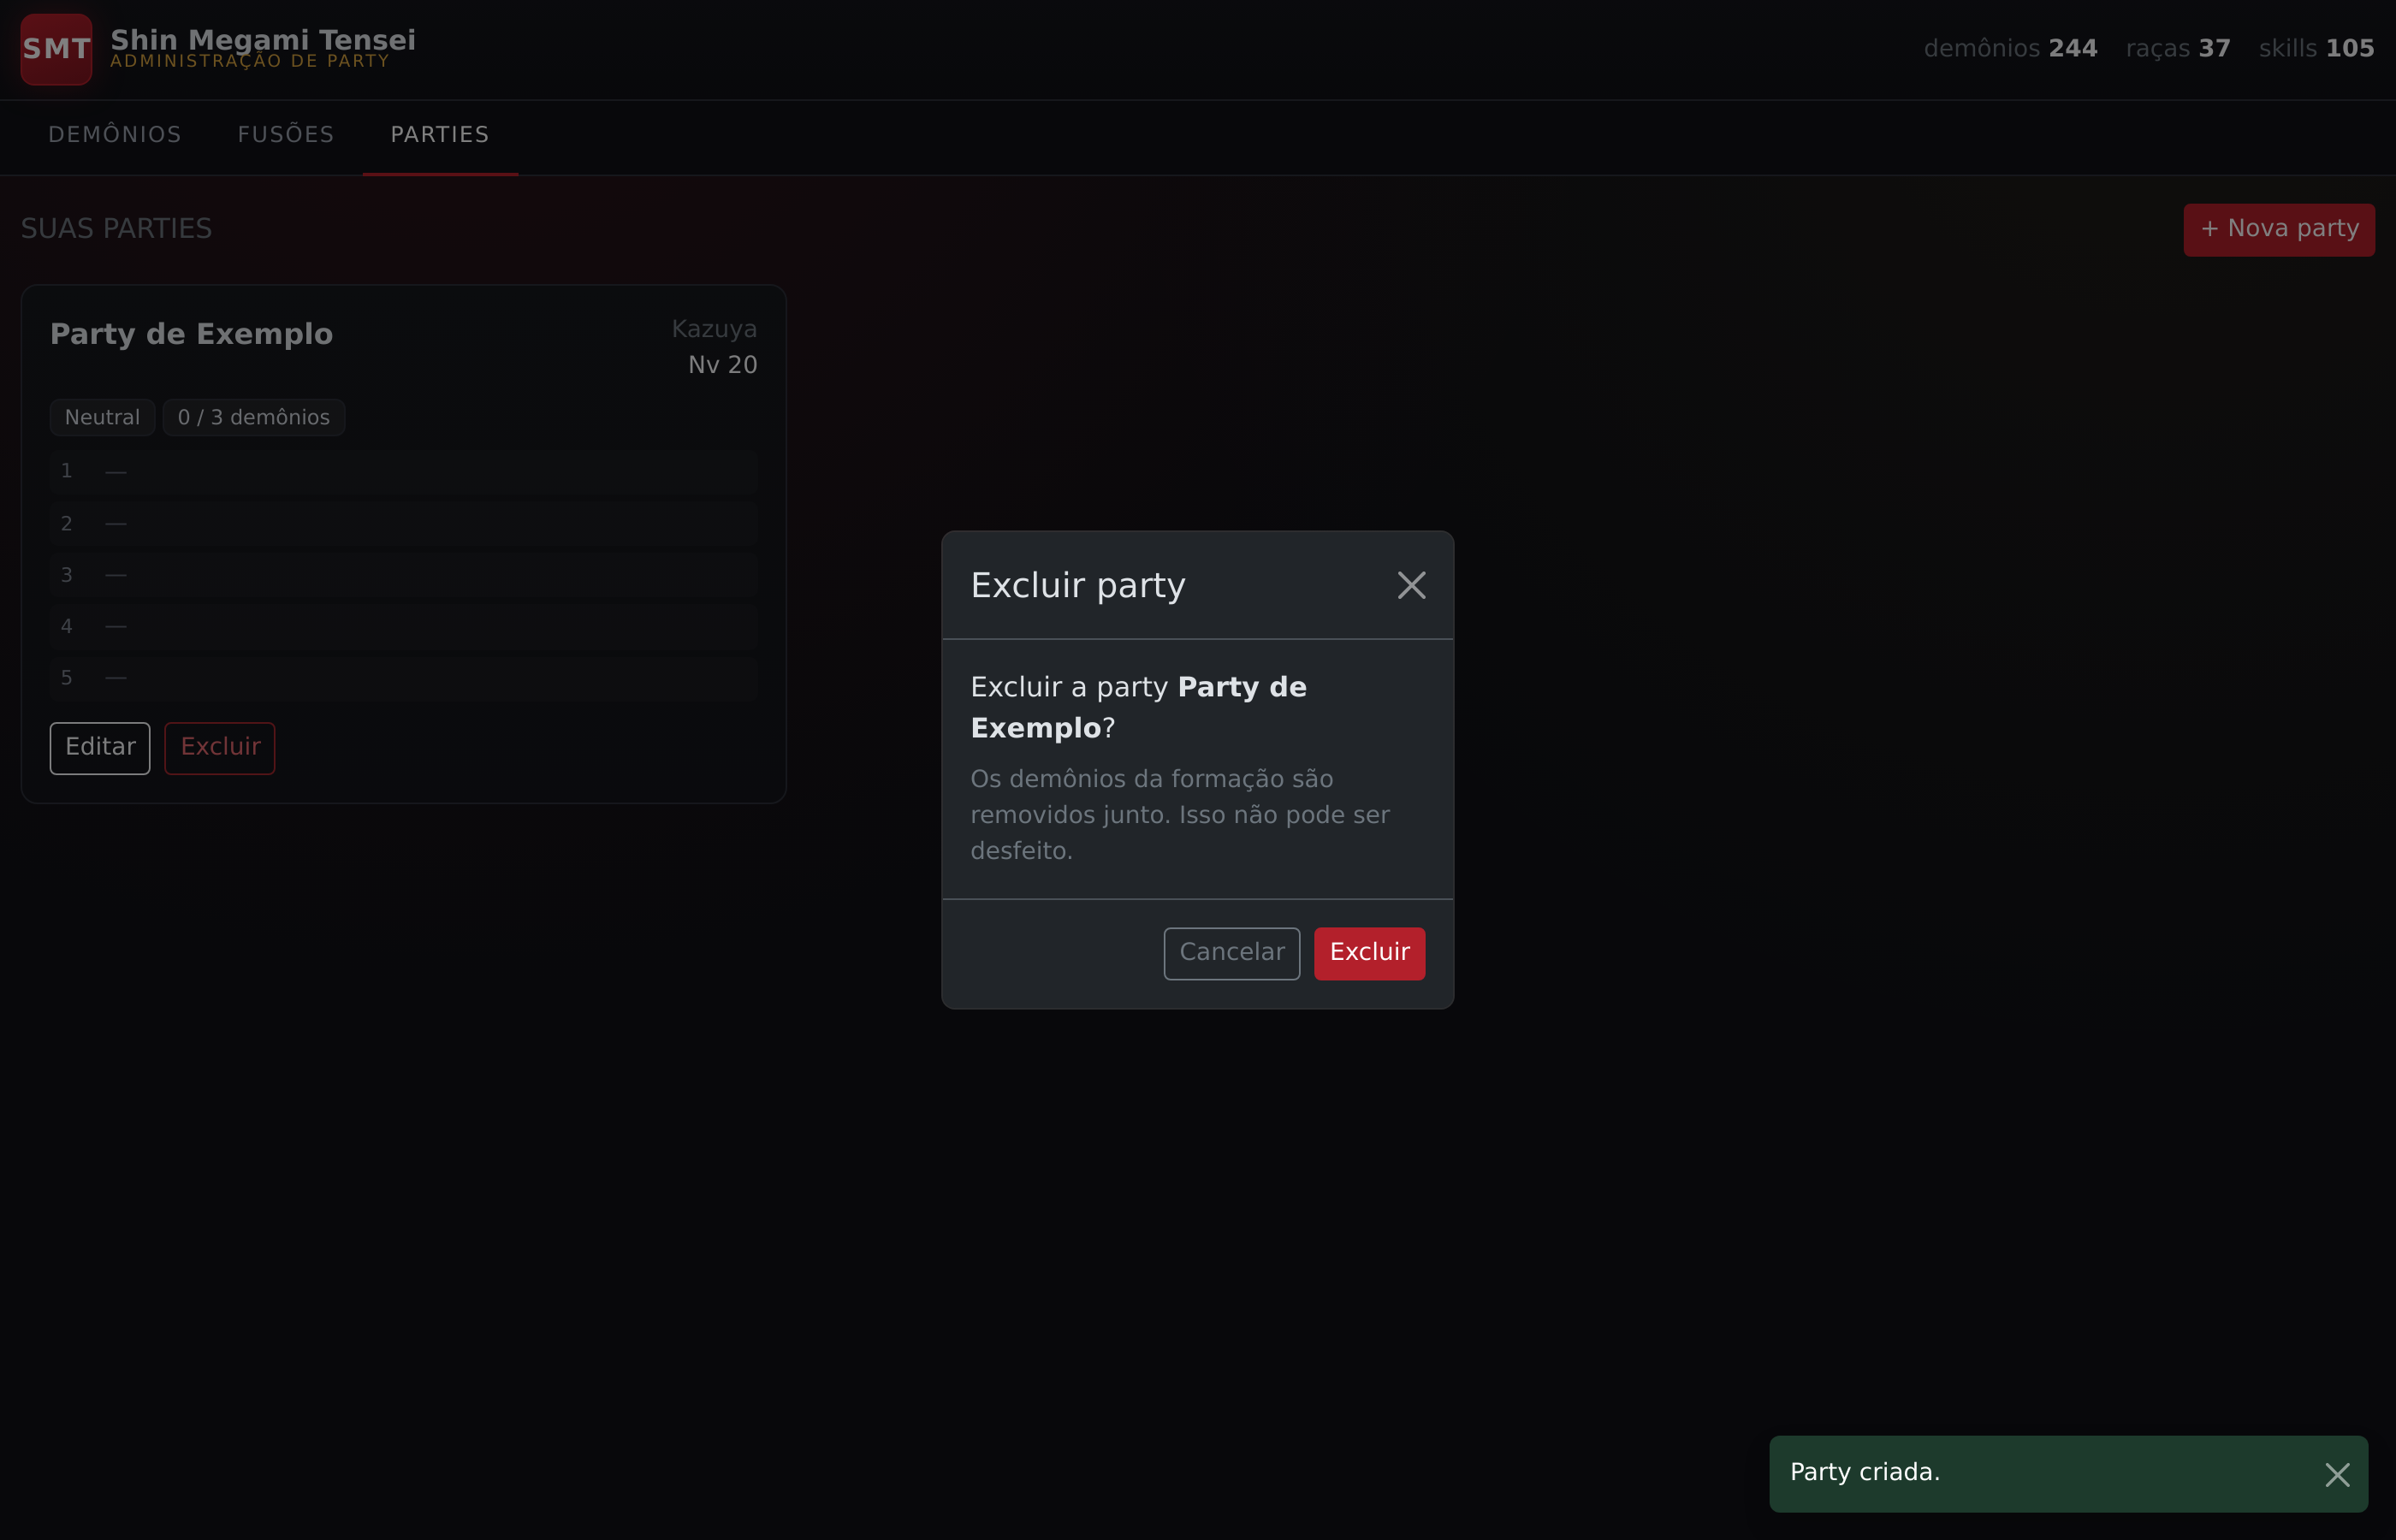 SMT
Shin Megami Tensei
ADMINISTRAÇÃO DE PARTY
demônios 244 raças 37 skills 105
DEMÔNIOS FUSÕES PARTIES
SUAS PARTIES
+ Nova party
Party de Exemplo
Kazuya
Nv 20
Neutral 0 / 3 demônios
1 —
2 —
3 —
4 —
5 —
Editar Excluir
Excluir party
Excluir a party Party de
Exemplo?
Os demônios da formação são
removidos junto. Isso não pode ser
desfeito.
Cancelar Excluir
Party criada.